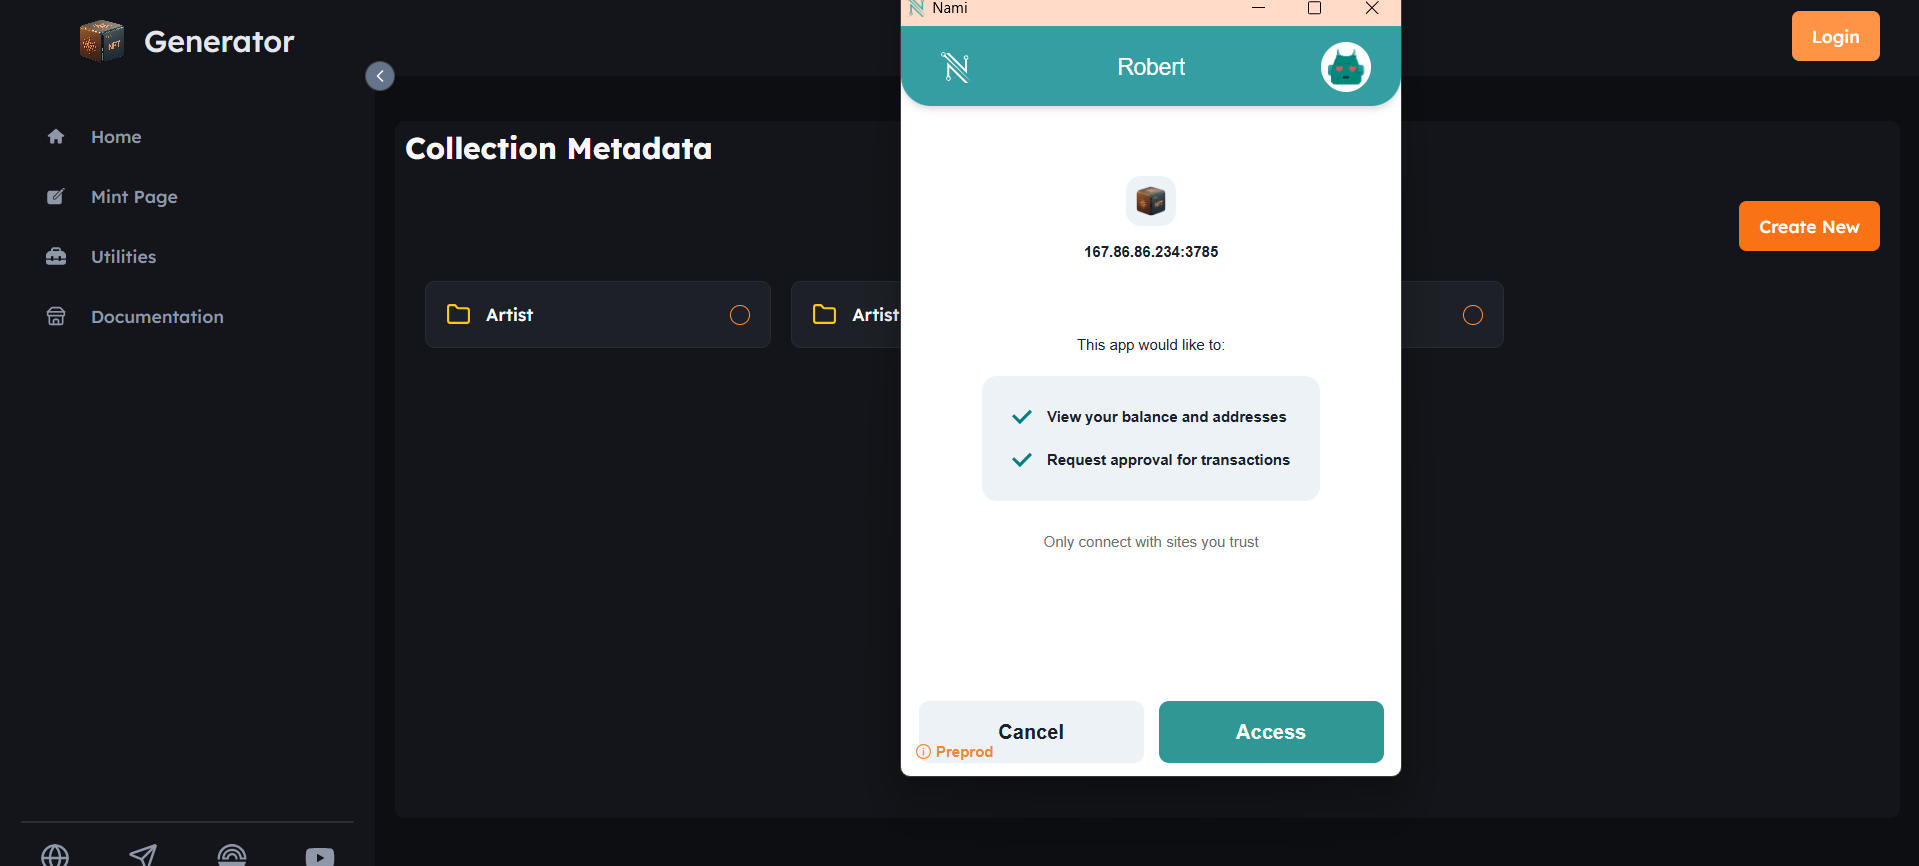 Generator
Login
Home
Mint Page
Utilities
Documentation
Collection Metadata
Create New
Artist
Artist
Nami
Robert
NFT
167.86.86.234:3785
This app would like to:
View your balance and addresses
Request approval for transactions
Only connect with sites you trust
Cancel
Access
Preprod